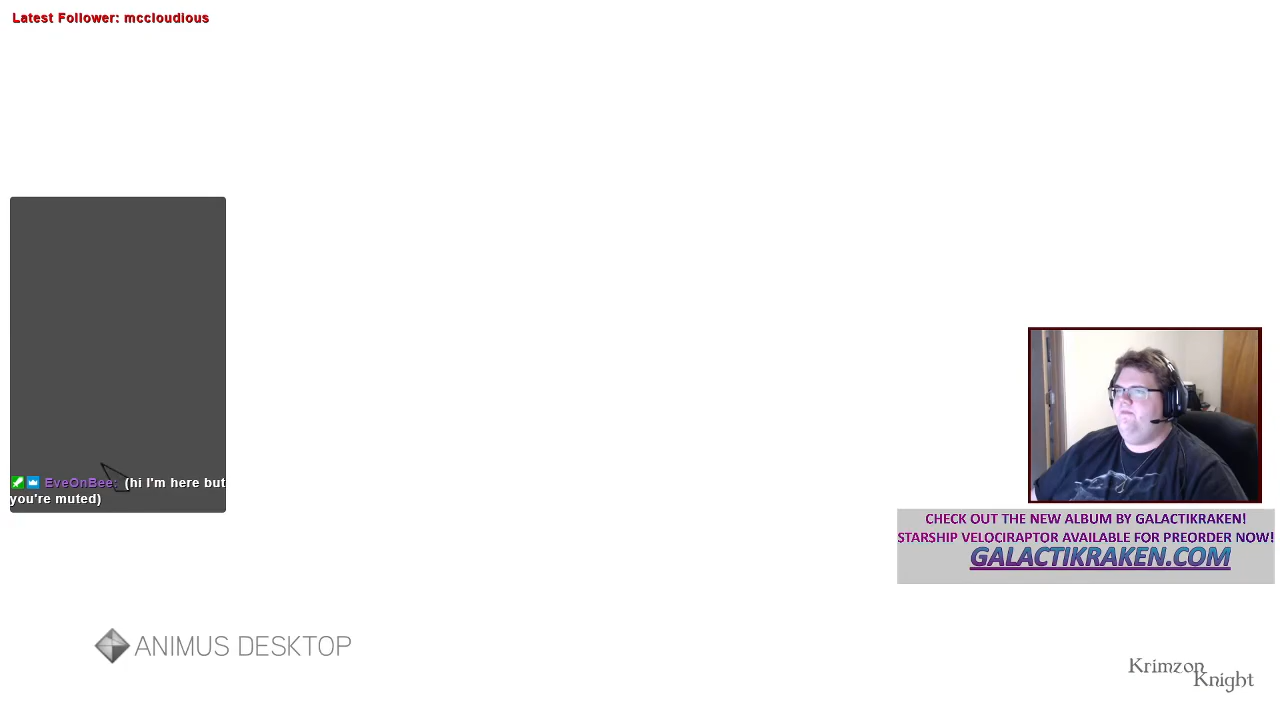 Latest Follower: mccloudious
EveOnBee: (hi I'm here but
you're muted)
CHECK OUT THE NEW ALBUM BY GALACTIKRAKEN!
STARSHIP VELOCIRAPTOR AVAILABLE FOR PREORDER NOW!
GALACTIKRAKEN.COM
ANIMUS DESKTOP
Krimzon
Knight